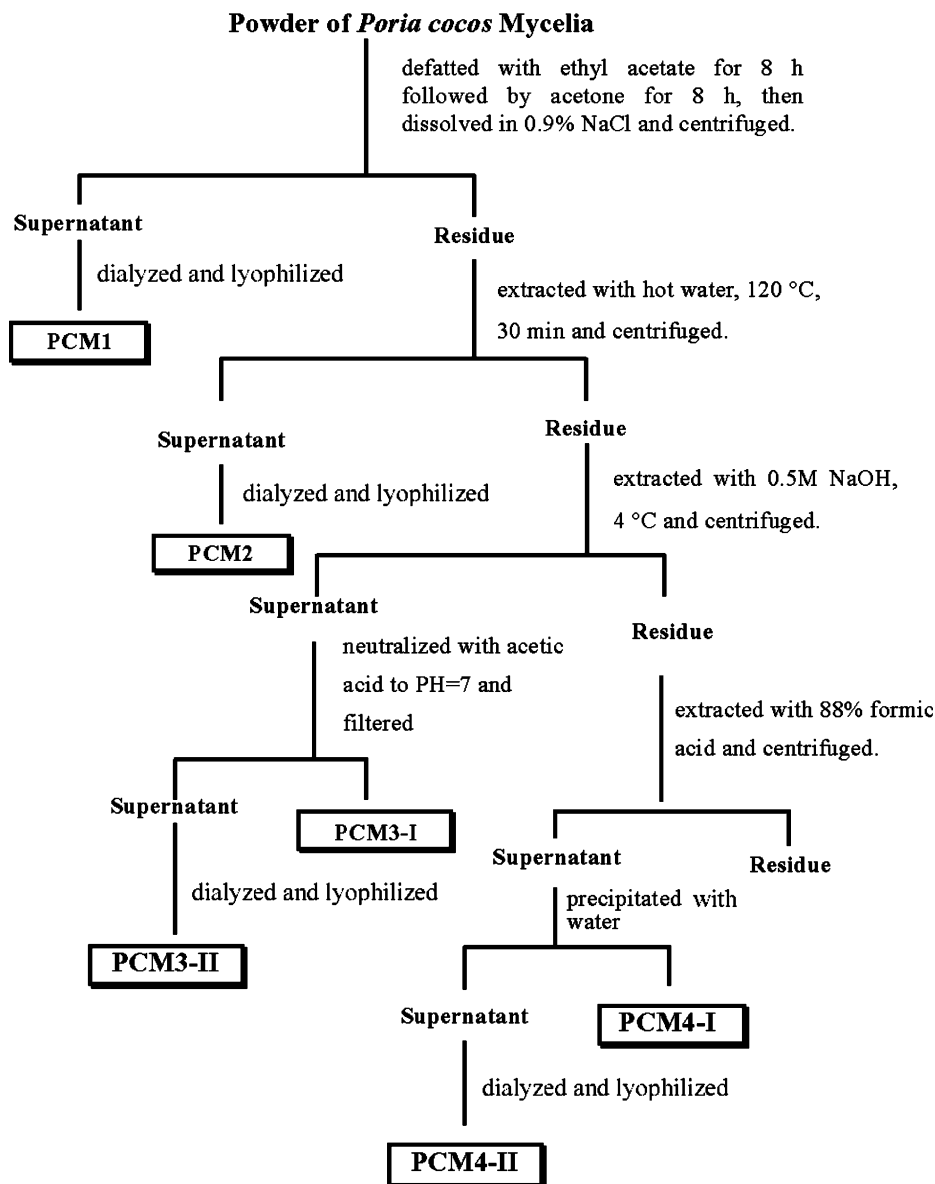 Powder of Poria cocos Mycelia
defatted with ethyl acetate for 8 h
followed by acetone for 8 h, then
dissolved in 0.9% NaCl and centrifuged.
Supernatant
Residue
dialyzed and lyophilized
extracted with hot water, 120 °C,
30 min and centrifuged.
PCM1
Supernatant
Residue
dialyzed and lyophilized
extracted with 0.5M NaOH,
4 °C and centrifuged.
PCM2
Supernatant
Residue
neutralized with acetic
acid to PH=7 and
filtered
extracted with 88% formic
acid and centrifuged.
Supernatant
PCM3-I
Supernatant
Residue
dialyzed and lyophilized
precipitated with
water
PCM3-II
Supernatant
PCM4-I
dialyzed and lyophilized
PCM4-II